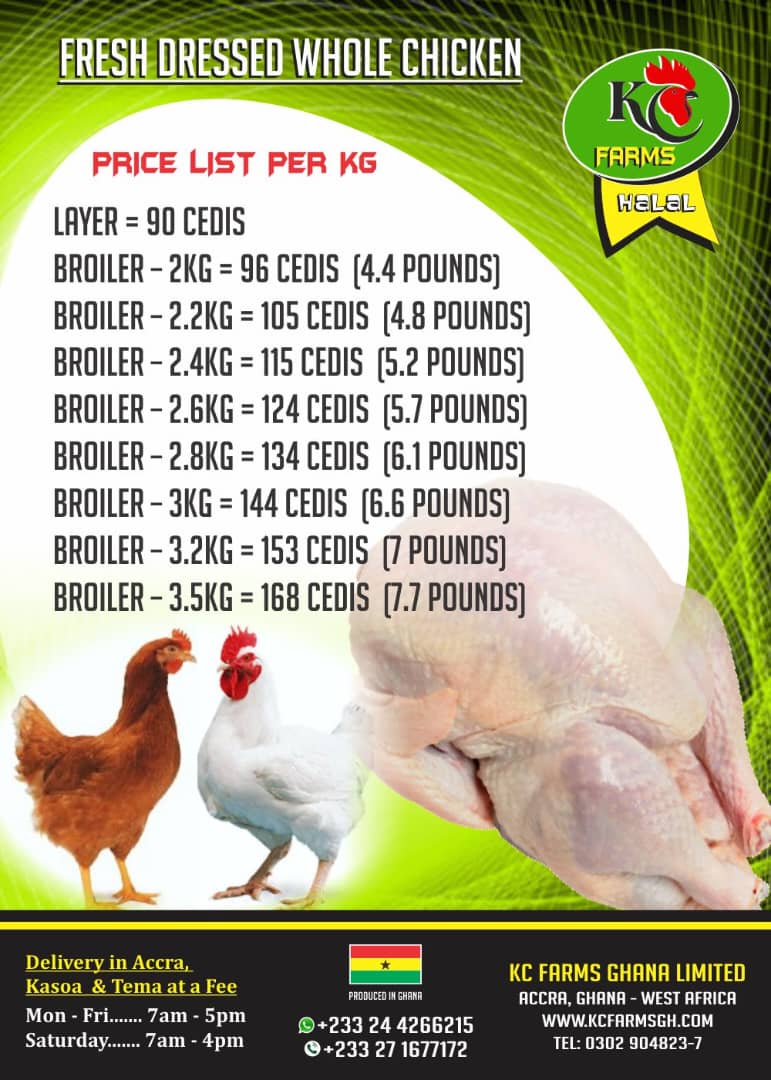 FRESH DRESSED WHOLE CHICKEN
KC
FARMS
HaLaL
PRICE LIST PER KG
LAYER = 90 CEDIS
BROILER – 2KG = 96 CEDIS (4.4 POUNDS)
BROILER – 2.2KG = 105 CEDIS (4.8 POUNDS)
BROILER – 2.4KG = 115 CEDIS (5.2 POUNDS)
BROILER – 2.6KG = 124 CEDIS (5.7 POUNDS)
BROILER – 2.8KG = 134 CEDIS (6.1 POUNDS)
BROILER – 3KG = 144 CEDIS (6.6 POUNDS)
BROILER – 3.2KG = 153 CEDIS (7 POUNDS)
BROILER – 3.5KG = 168 CEDIS (7.7 POUNDS)
Delivery in Accra,
Kasoa & Tema at a Fee
Mon - Fri....... 7am - 5pm
Saturday....... 7am - 4pm
PRODUCED IN GHANA
+233 24 4266215
+233 27 1677172
KC FARMS GHANA LIMITED
ACCRA, GHANA - WEST AFRICA
WWW.KCFARMSGH.COM
TEL: 0302 904823-7